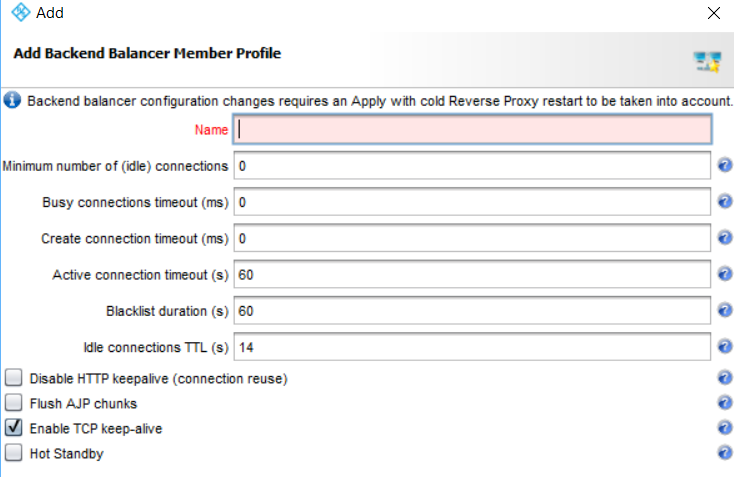 Add
Add Backend Balancer Member Profile
Backend balancer configuration changes requires an Apply with cold Reverse Proxy restart to be taken into account.
Name
Minimum number of (idle) connections 0
Busy connections timeout (ms) 0
Create connection timeout (ms) 0
Active connection timeout (s) 60
Blacklist duration (s) 60
Idle connections TTL (s) 14
Disable HTTP keepalive (connection reuse)
Flush AJP chunks
Enable TCP keep-alive
Hot Standby